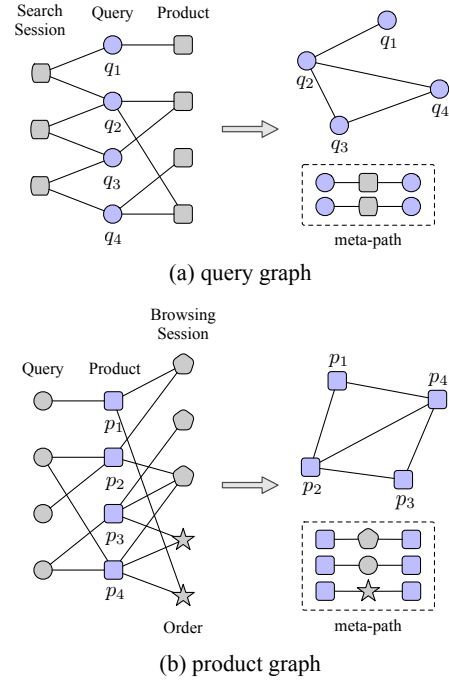 Search Session Query Product
q1
q2
q3
q4
q1
q2
q4
q3
meta-path
(a) query graph
Browsing Session
Query Product
p1
p2
p3
p4
Order
p1
p4
p2
p3
meta-path
(b) product graph